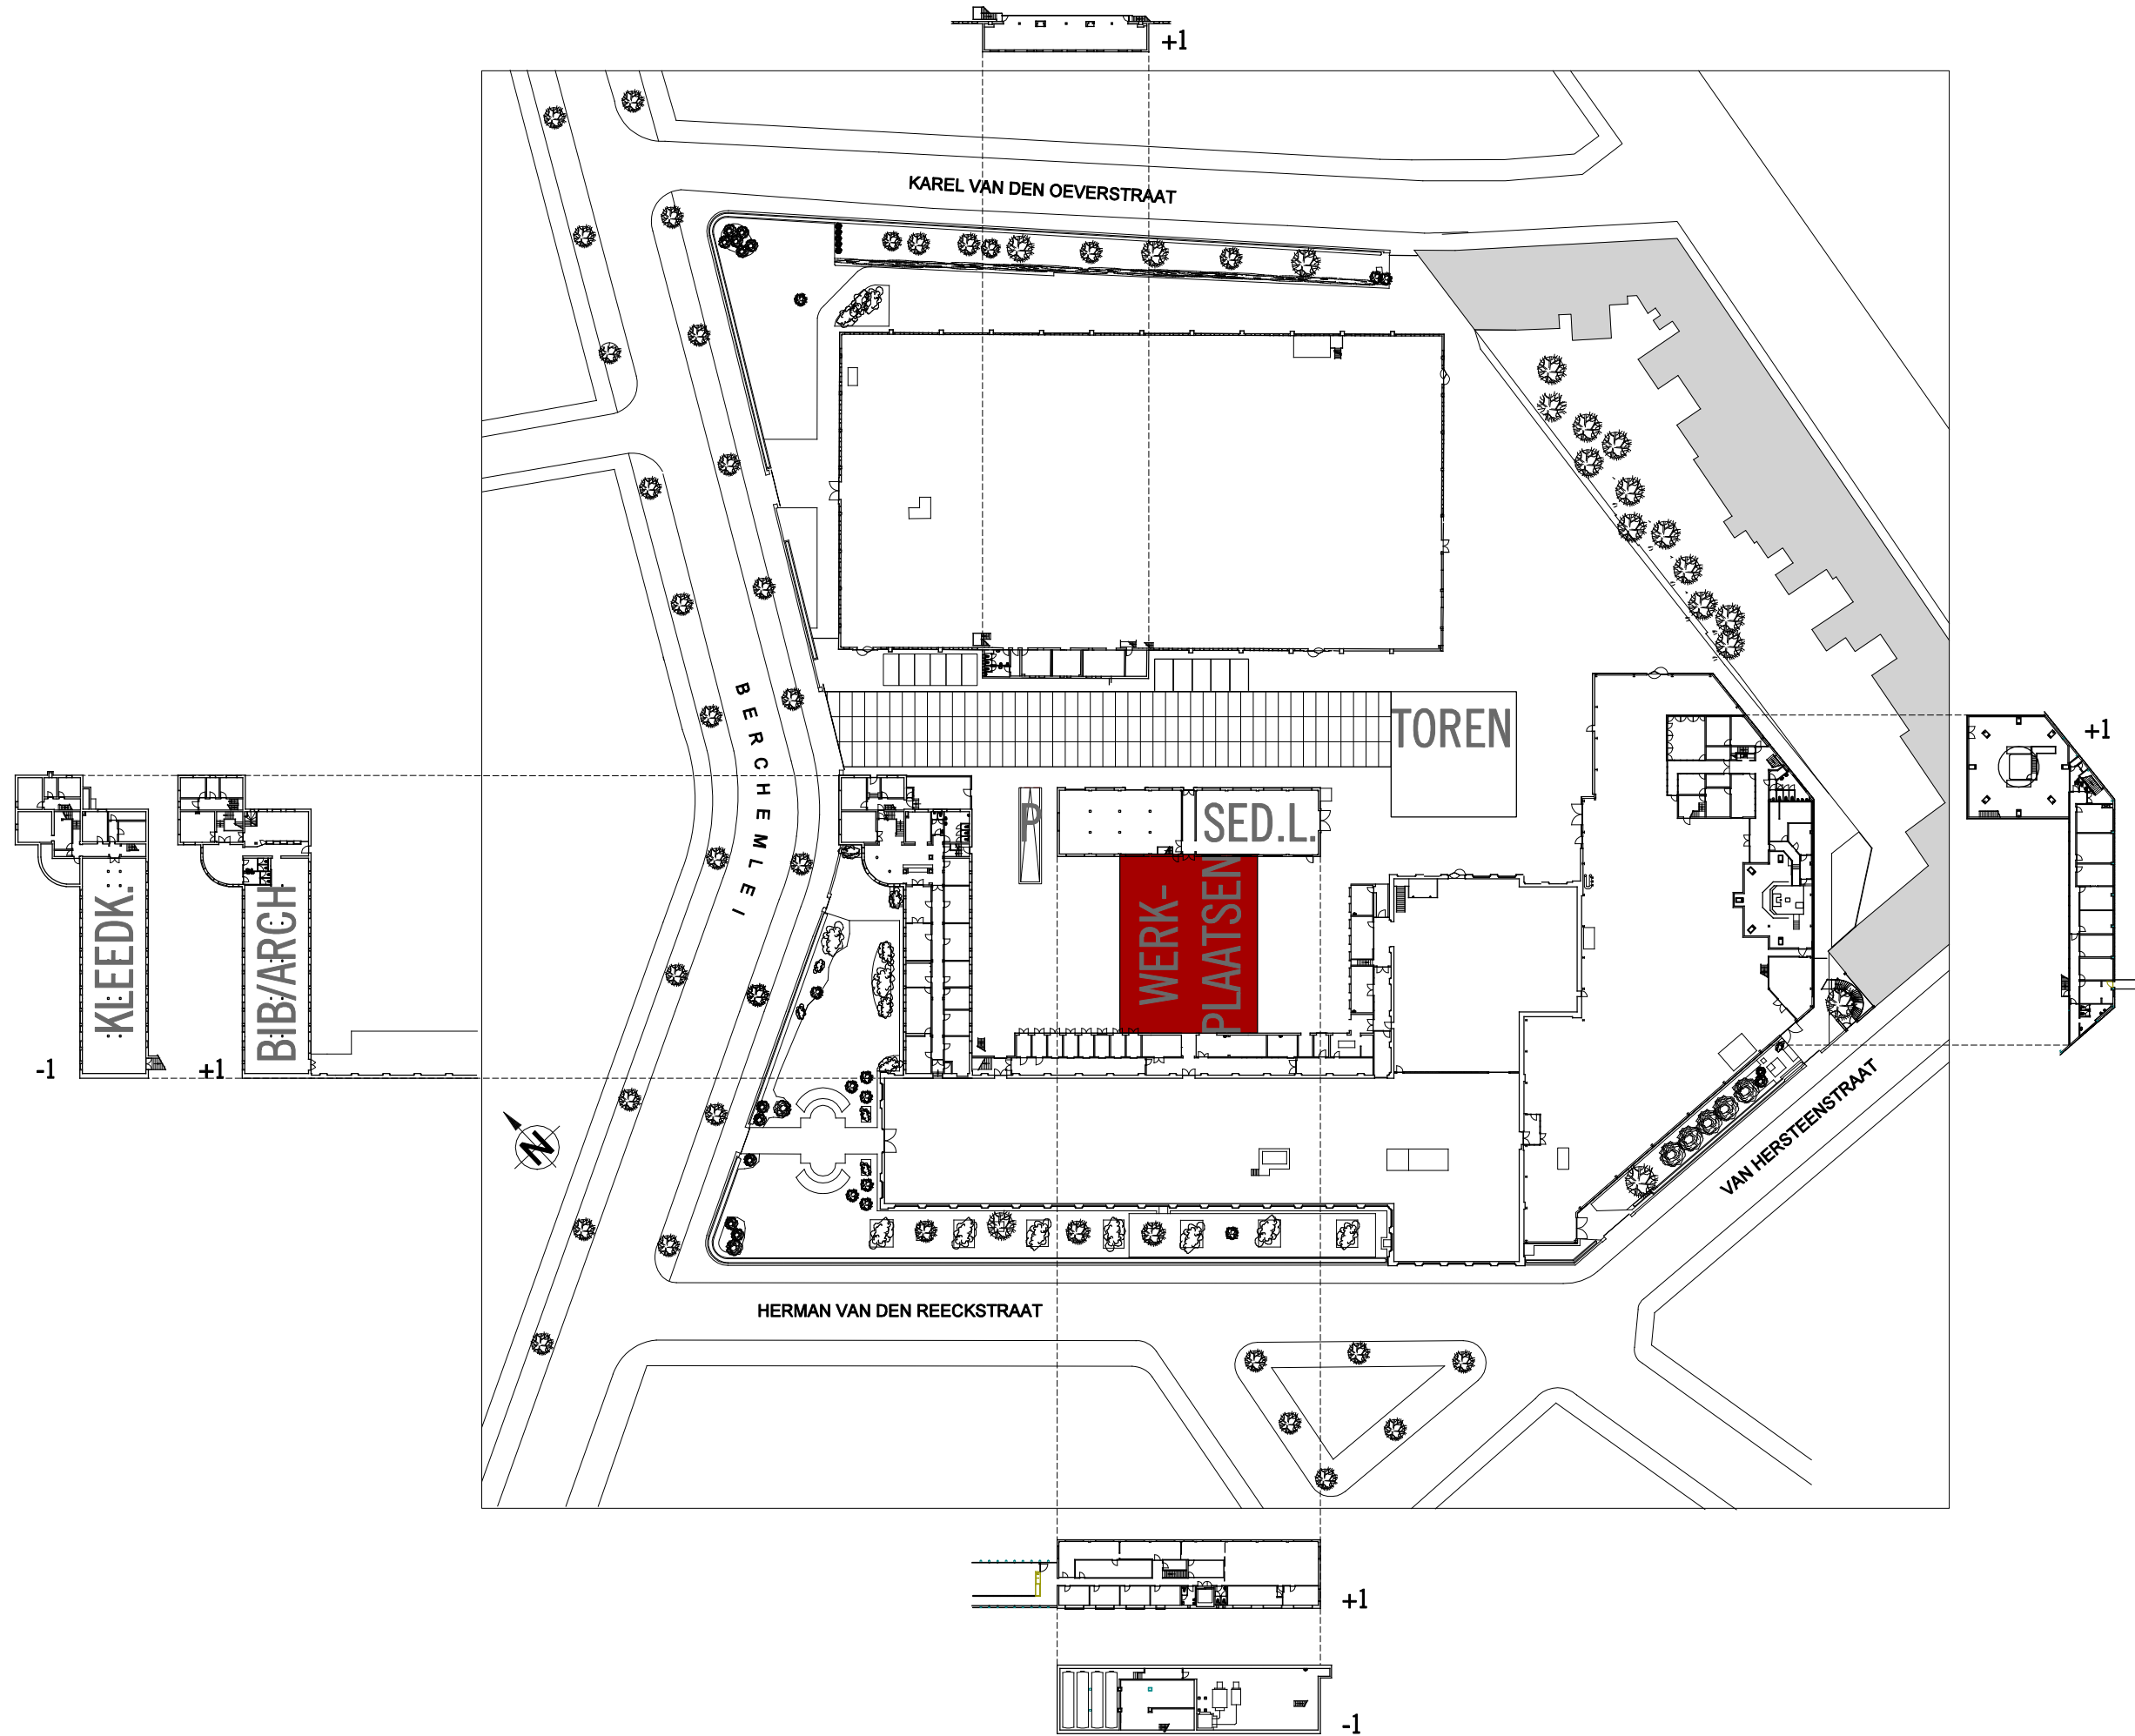 +1
KAREL VAN DEN OEVERSTRAAT
BERCHEMLEI
TOREN
+1
P
SED.L.
WERK-
PLAATSEN
KLEEDK.
BIB/ARCH
-1
+1
N
VAN HERSTEENSTRAAT
HERMAN VAN DEN REECKSTRAAT
+1
-1